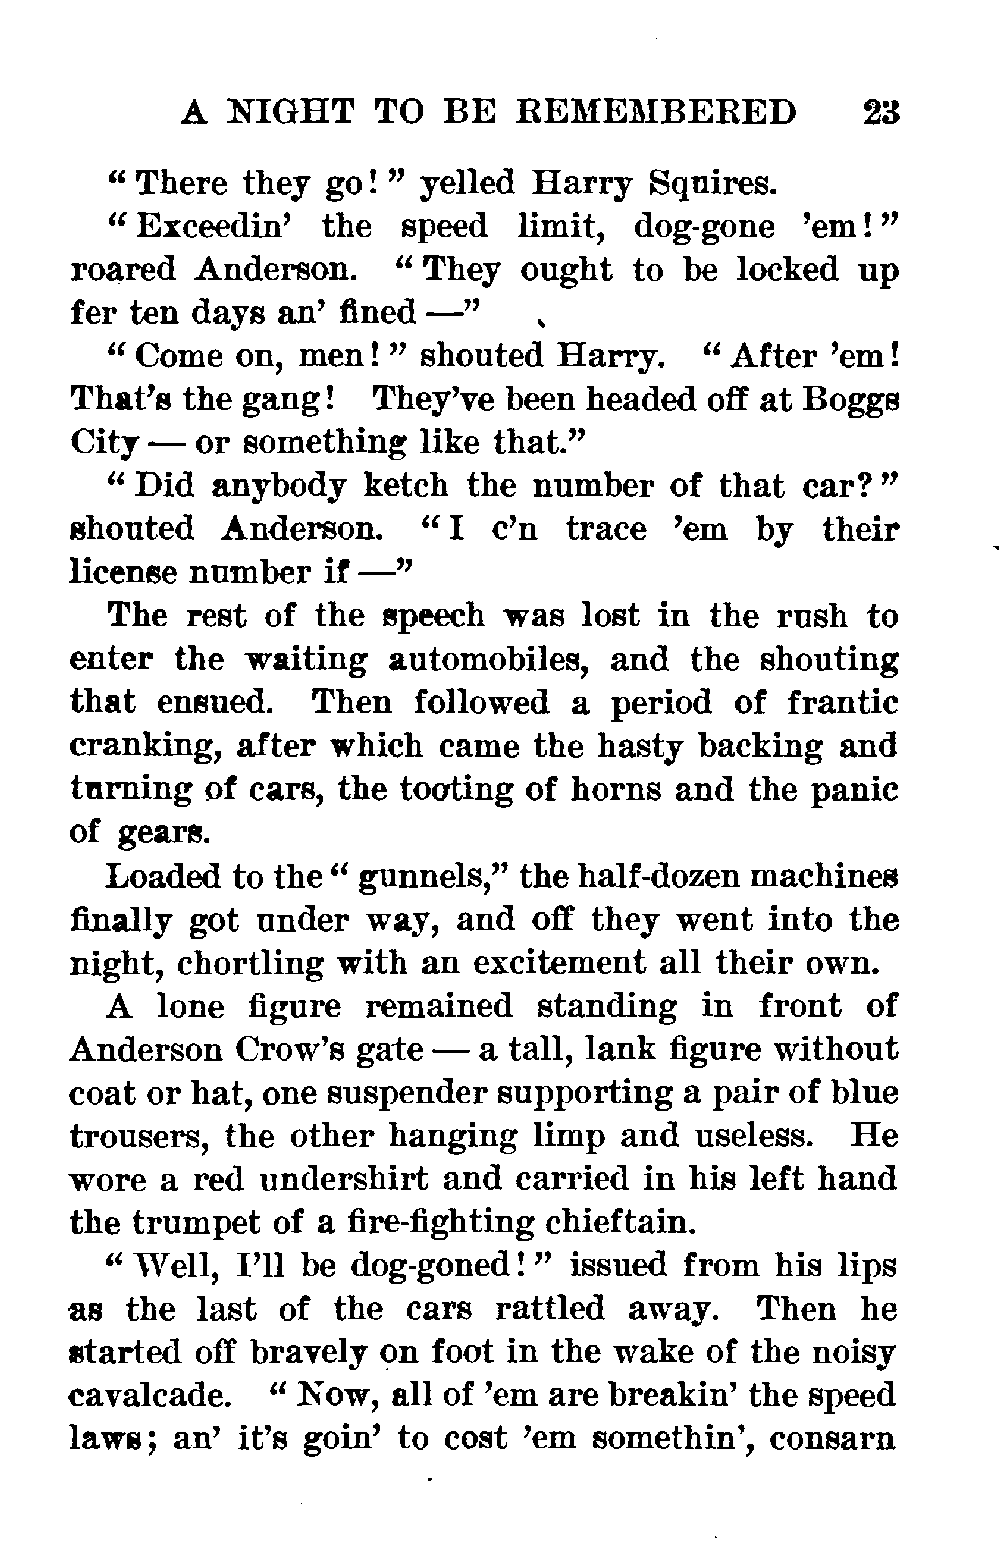 A NIGHT TO BE REMEMBERED 23
“There they go!” yelled Harry Squires.
“Exceedin’ the speed limit, dog-gone ’em!”
roared Anderson. “They ought to be locked up
fer ten days an’ fined —”
“Come on, men!” shouted Harry. “After ’em!
That’s the gang! They’ve been headed off at Boggs
City — or something like that.”
“Did anybody ketch the number of that car?”
shouted Anderson. “I c’n trace ’em by their
license number if —”
The rest of the speech was lost in the rush to
enter the waiting automobiles, and the shouting
that ensued. Then followed a period of frantic
cranking, after which came the hasty backing and
turning of cars, the tooting of horns and the panic
of gears.
Loaded to the “gunnels,” the half-dozen machines
finally got under way, and off they went into the
night, chortling with an excitement all their own.
A lone figure remained standing in front of
Anderson Crow’s gate — a tall, lank figure without
coat or hat, one suspender supporting a pair of blue
trousers, the other hanging limp and useless. He
wore a red undershirt and carried in his left hand
the trumpet of a fire-fighting chieftain.
“Well, I’ll be dog-goned!” issued from his lips
as the last of the cars rattled away. Then he
started off bravely on foot in the wake of the noisy
cavalcade. “Now, all of ’em are breakin’ the speed
laws; an’ it’s goin’ to cost ’em somethin’, consarn